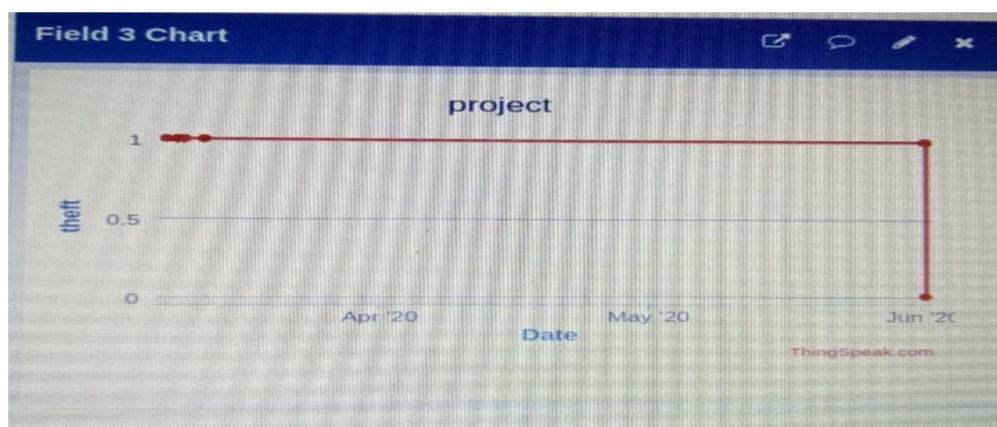 Field 3 Chart
project
1
theft
0.5
0
Apr '20
May '20
Jun '20
Date
ThingSpeak.com